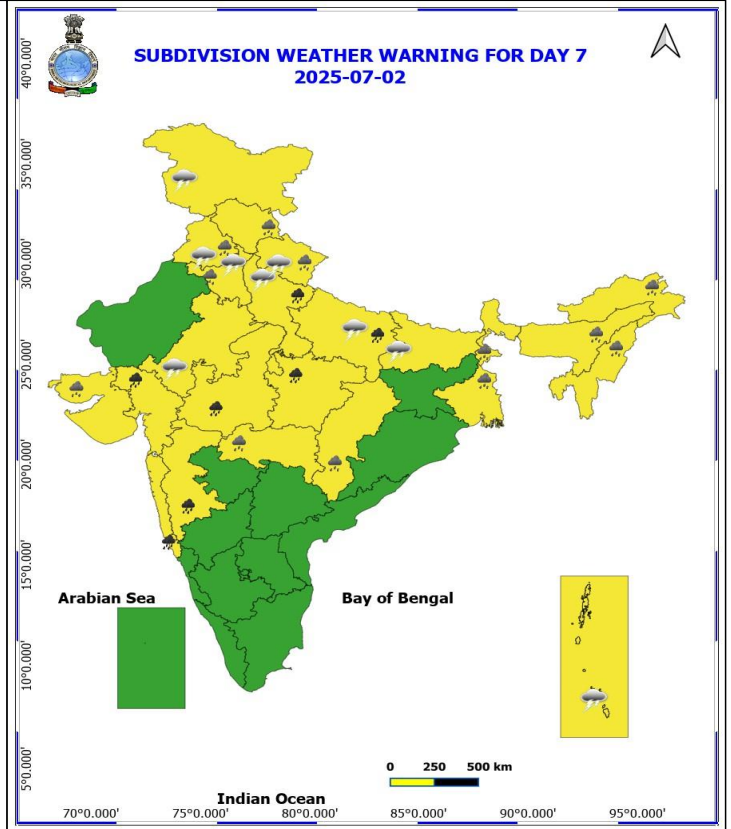 SUBDIVISION WEATHER WARNING FOR DAY 7
2025-07-02
40°0.000'
35°0.000'
30°0.000'
25°0.000'
20°0.000'
15°0.000'
10°0.000'
5°0.000'
Arabian Sea
Bay of Bengal
0 250 500 km
Indian Ocean
70°0.000' 75°0.000' 80°0.000' 85°0.000' 90°0.000' 95°0.000'